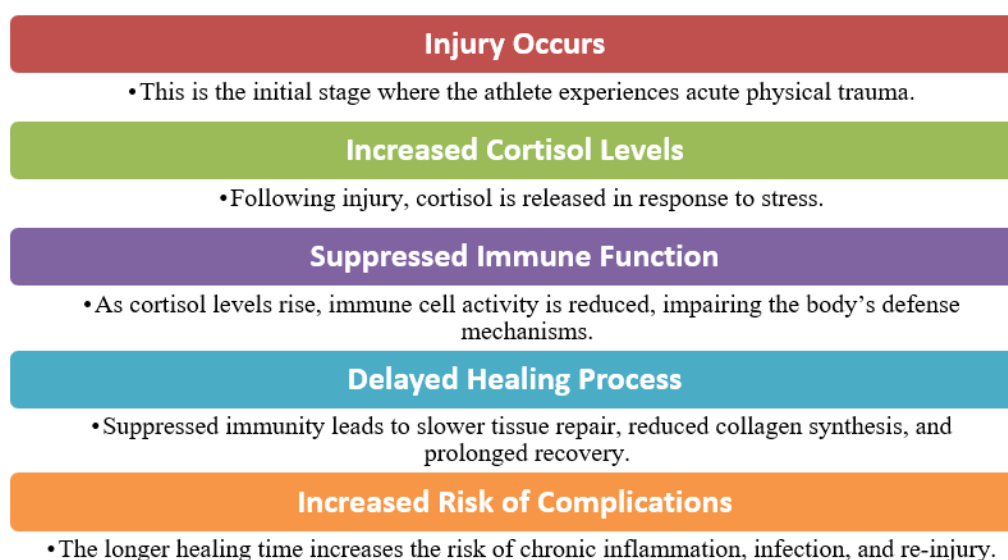 Injury Occurs
•This is the initial stage where the athlete experiences acute physical trauma.
Increased Cortisol Levels
•Following injury, cortisol is released in response to stress.
Suppressed Immune Function
•As cortisol levels rise, immune cell activity is reduced, impairing the body’s defense
mechanisms.
Delayed Healing Process
•Suppressed immunity leads to slower tissue repair, reduced collagen synthesis, and
prolonged recovery.
Increased Risk of Complications
•The longer healing time increases the risk of chronic inflammation, infection, and re-injury.